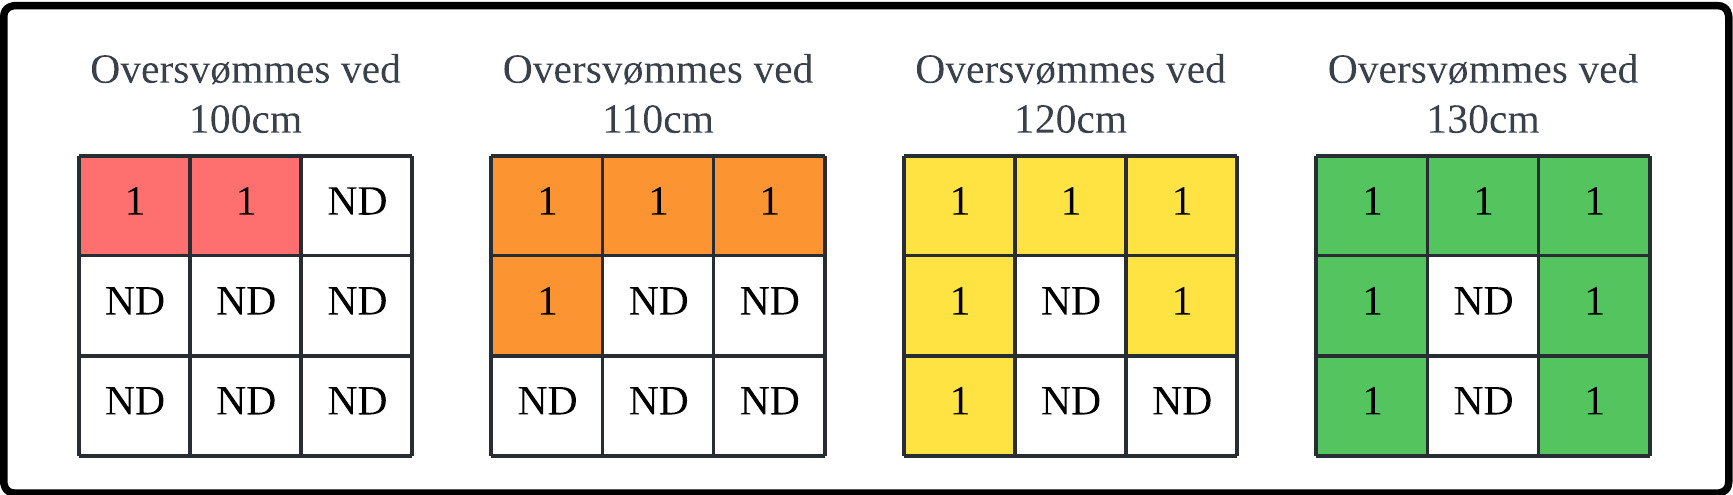 Oversvømmes ved
100cm
1 1 ND
ND ND ND
ND ND ND
Oversvømmes ved
110cm
1 1 1
1 ND ND
ND ND ND
Oversvømmes ved
120cm
1 1 1
1 ND 1
1 ND ND
Oversvømmes ved
130cm
1 1 1
1 ND 1
1 ND 1